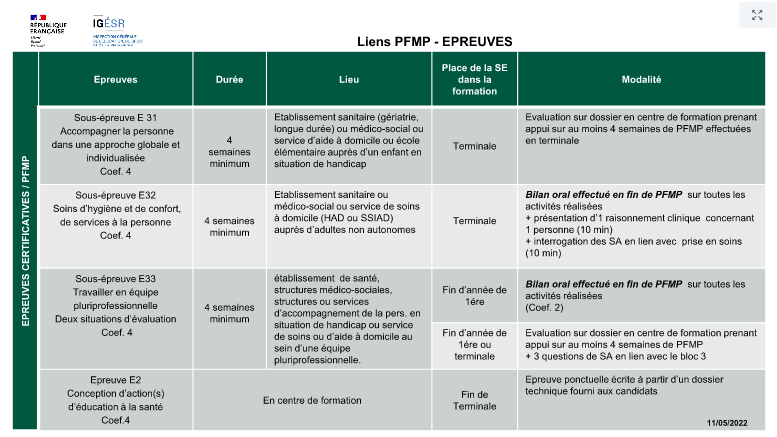 RÉPUBLIQUE
FRANÇAISE
Liberté
Égalité
Fraternité
IGÉSR
INSPECTION GÉNÉRALE
DE L'ÉDUCATION, DU SPORT
Liens PFMP - EPREUVES
EPREUVES CERTIFICATIVES / PFMP
Epreuves
Durée
Lieu
Place de la SE
dans la
formation
Modalité
Sous-épreuve E 31
Accompagner la personne
dans une approche globale et
individualisée
Coef. 4
4
semaines
minimum
Etablissement sanitaire (gériatrie,
longue durée) ou médico-social ou
service d'aide à domicile ou école
élémentaire auprès d'un enfant en
situation de handicap
Terminale
Evaluation sur dossier en centre de formation prenant
appui sur au moins 4 semaines de PFMP effectuées
en terminale
Sous-épreuve E32
Soins d'hygiène et de confort,
de services à la personne
Coef. 4
4 semaines
minimum
Etablissement sanitaire ou
médico-social ou service de soins
à domicile (HAD ou SSIAD)
auprès d'adultes non autonomes
Terminale
Bilan oral effectué en fin de PFMP sur toutes les
activités réalisées
+ présentation d'1 raisonnement clinique concernant
1 personne (10 min)
+ interrogation des SA en lien avec prise en soins
(10 min)
Sous-épreuve E33
Travailler en équipe
pluriprofessionnelle
Deux situations d'évaluation
Coef. 4
4 semaines
minimum
établissement de santé,
structures médico-sociales,
structures ou services
d'accompagnement de la pers. en
situation de handicap ou service
de soins ou d'aide à domicile au
sein d'une équipe
pluriprofessionnelle.
Fin d'année de
1ére
Bilan oral effectué en fin de PFMP sur toutes les
activités réalisées
(Coef. 2)
Fin d'année de
1ére ou
terminale
Evaluation sur dossier en centre de formation prenant
appui sur au moins 4 semaines de PFMP
+ 3 questions de SA en lien avec le bloc 3
Epreuve E2
Conception d'action(s)
d'éducation à la santé
Coef.4
En centre de formation
Fin de
Terminale
Epreuve ponctuelle écrite à partir d'un dossier
technique fourni aux candidats
11/05/2022